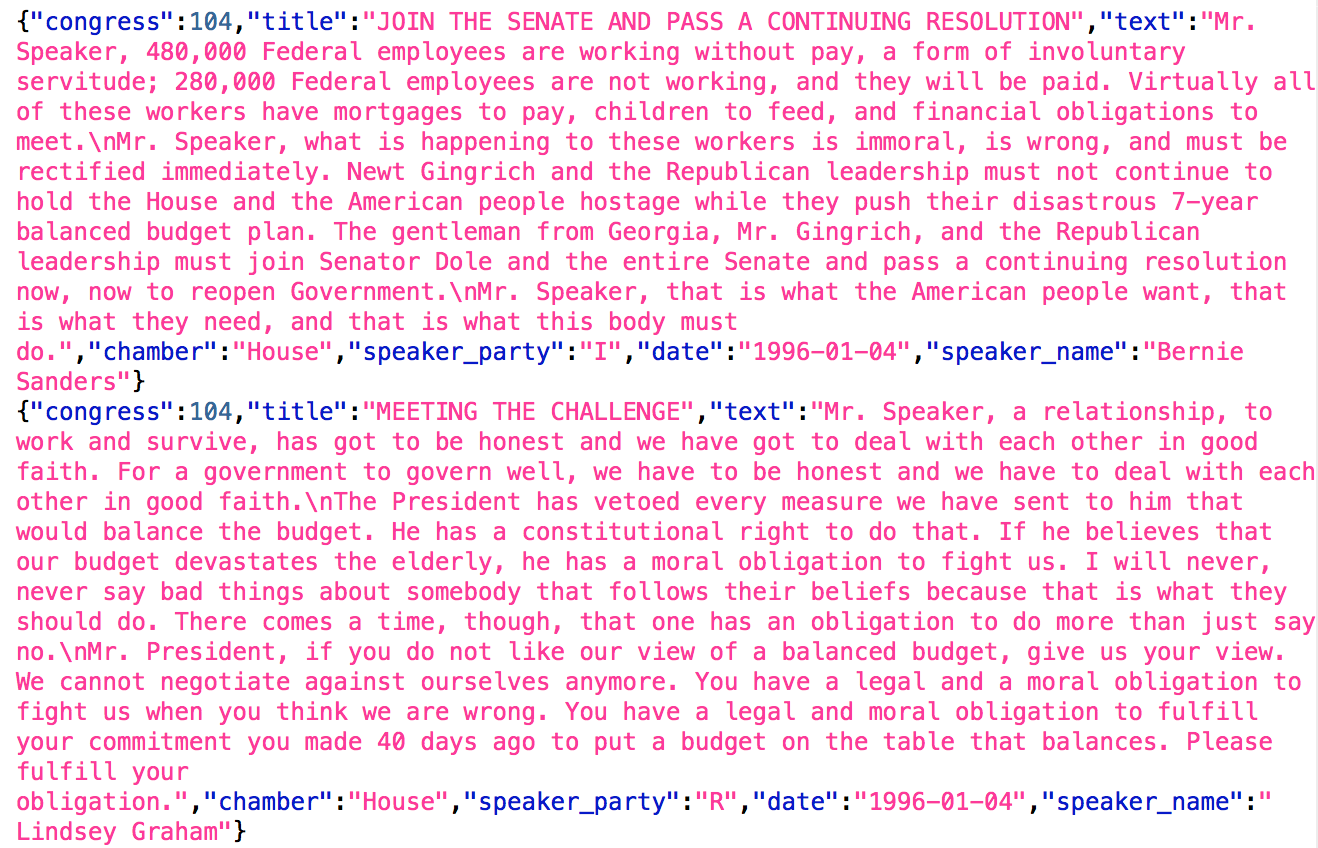 {"congress":104,"title":"JOIN THE SENATE AND PASS A CONTINUING RESOLUTION","text":"Mr.
Speaker, 480,000 Federal employees are working without pay, a form of involuntary
servitude; 280,000 Federal employees are not working, and they will be paid. Virtually all
of these workers have mortgages to pay, children to feed, and financial obligations to
meet.\nMr. Speaker, what is happening to these workers is immoral, is wrong, and must be
rectified immediately. Newt Gingrich and the Republican leadership must not continue to
hold the House and the American people hostage while they push their disastrous 7-year
balanced budget plan. The gentleman from Georgia, Mr. Gingrich, and the Republican
leadership must join Senator Dole and the entire Senate and pass a continuing resolution
now, now to reopen Government.\nMr. Speaker, that is what the American people want, that
is what they need, and that is what this body must
do.","chamber":"House","speaker_party":"I","date":"1996-01-04","speaker_name":"Bernie
Sanders"}
{"congress":104,"title":"MEETING THE CHALLENGE","text":"Mr. Speaker, a relationship, to
work and survive, has got to be honest and we have got to deal with each other in good
faith. For a government to govern well, we have to be honest and we have to deal with each
other in good faith.\nThe President has vetoed every measure we have sent to him that
would balance the budget. He has a constitutional right to do that. If he believes that
our budget devastates the elderly, he has a moral obligation to fight us. I will never,
never say bad things about somebody that follows their beliefs because that is what they
should do. There comes a time, though, that one has an obligation to do more than just say
no.\nMr. President, if you do not like our view of a balanced budget, give us your view.
We cannot negotiate against ourselves anymore. You have a legal and a moral obligation to
fight us when you think we are wrong. You have a legal and moral obligation to fulfill
your commitment you made 40 days ago to put a budget on the table that balances. Please
fulfill your
obligation.","chamber":"House","speaker_party":"R","date":"1996-01-04","speaker_name":"
Lindsey Graham"}